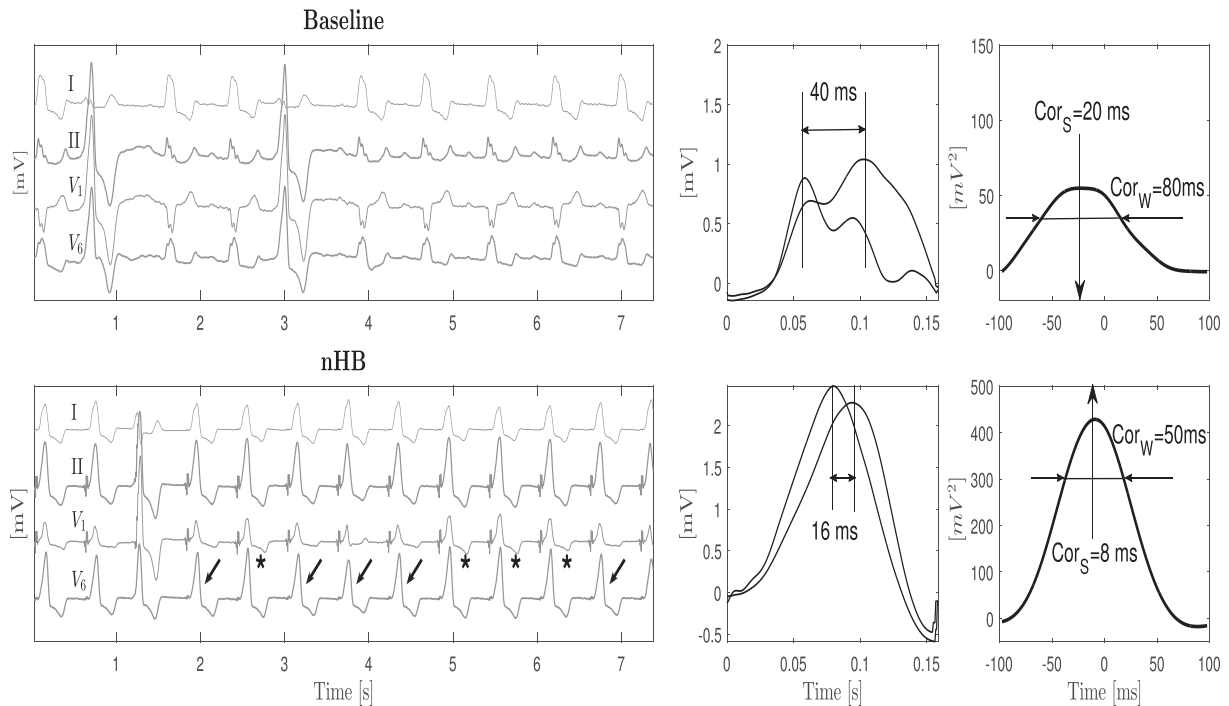 Baseline
I
II
V1
V6
[mV]
1 2 3 4 5 6 7
2
1.5
1
0.5
0
[mV]
40 ms
0 0.05 0.1 0.15
150
100
50
0
[mV²]
CorS=20 ms
CorW=80ms
-100 -50 0 50 100
nHB
I
II
V1
V6
[mV]
* * * *
1 2 3 4 5 6 7
Time [s]
2
1.5
1
0.5
0
-0.5
[mV]
16 ms
0 0.05 0.1 0.15
Time [s]
500
400
300
200
100
0
[mV²]
CorW=50ms
CorS=8 ms
-100 -50 0 50 100
Time [ms]